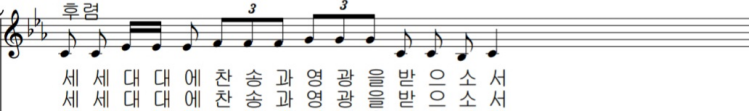 후렴
3 3
세 세 대 대 에 찬 송 과 영 광 을 받 으 소 서
세 세 대 대 에 찬 송 과 영 광 을 받 으 소 서